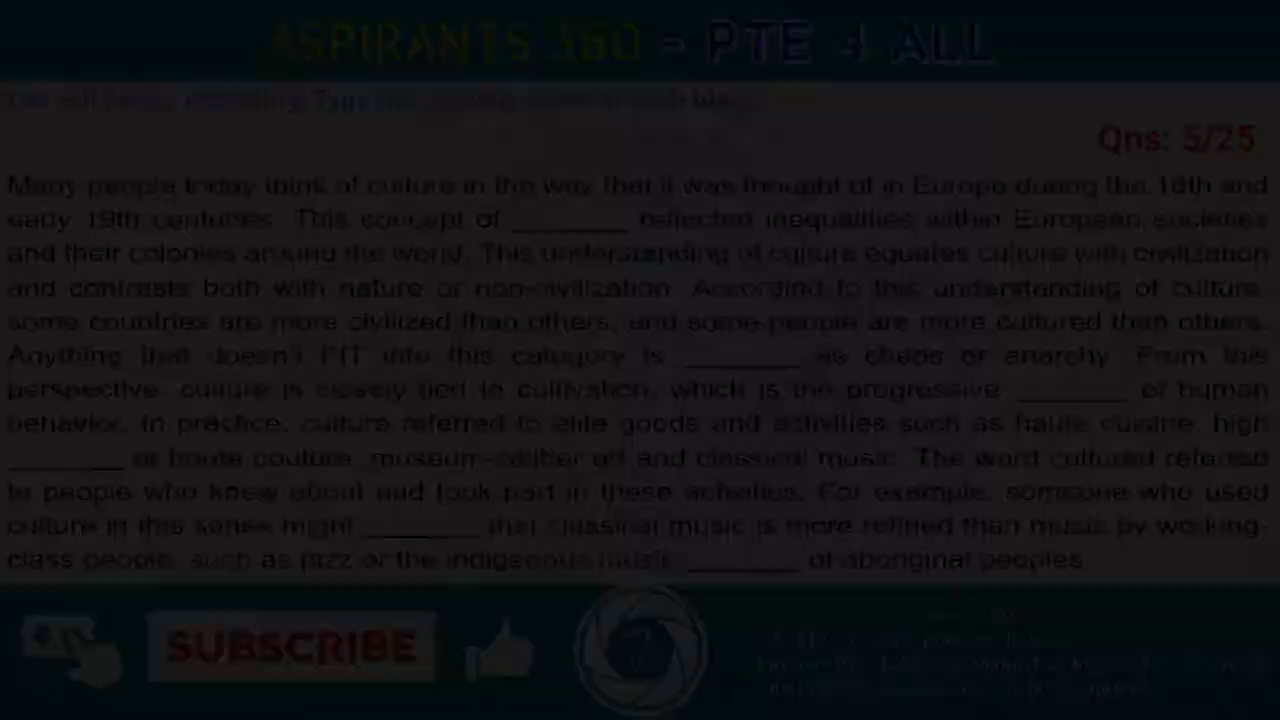 ASPIRANTS 360 - PTE 4 ALL
Qns: 5/25
Many people today think of culture in the way that it was thought of in Europe during the 18th and
early 19th centuries. This concept of ________ reflected inequalities within European societies
and their colonies around the world. This understanding of culture equates culture with civilization
and contrasts both with nature or non-civilization. According to this understanding of culture,
some countries are more civilized than others, and some people are more cultured than others.
Anything that doesn't FIT into this category is ________ as chaos or anarchy. From this
perspective, culture is closely tied to cultivation, which is the progressive ________ of human
behavior. In practice, culture referred to elite goods and activities such as haute cuisine, high
________ or haute couture, museum-caliber art and classical music. The word cultured referred
to people who knew about and took part in these activities. For example, someone who used
culture in this sense might ________ that classical music is more refined than music by working-
class people, such as jazz or the indigenous music ________ of aboriginal peoples.
SUBSCRIBE